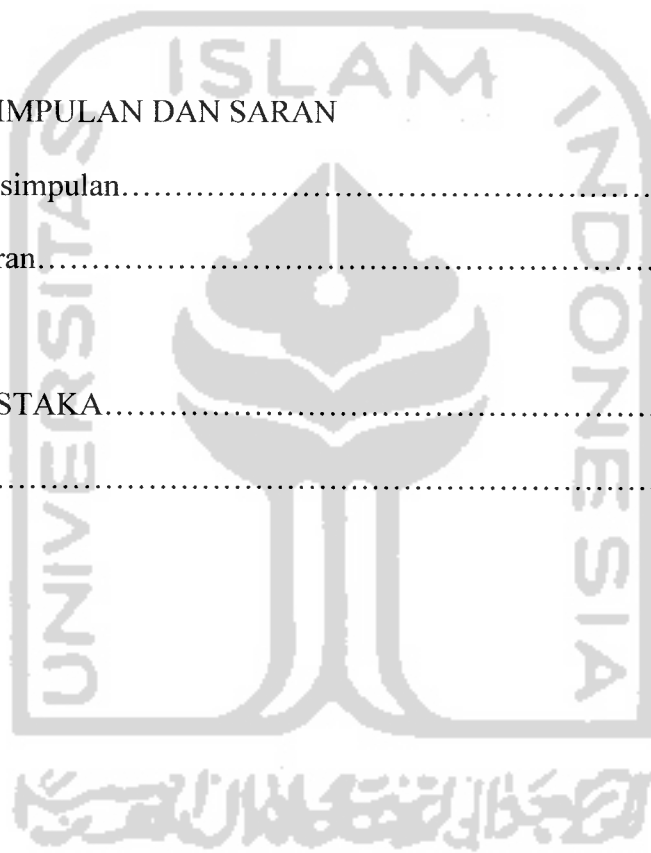 ISLAM
UNIVERSITAS
INDONESIA
IMPULAN DAN SARAN
simpulan……………………………………………………
ran………………………………………………………………
STAKA……………………………………………………
……………………………………………………………………